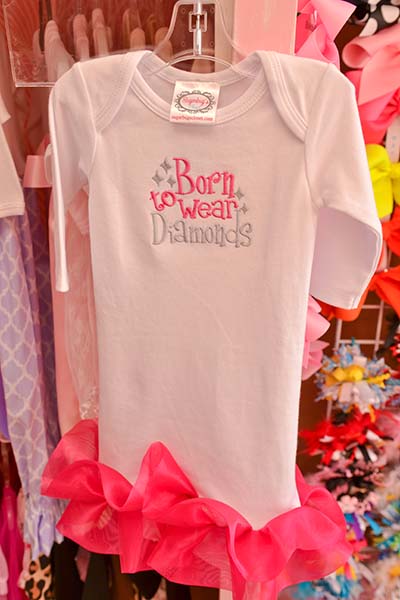 Born
to wear
Diamonds